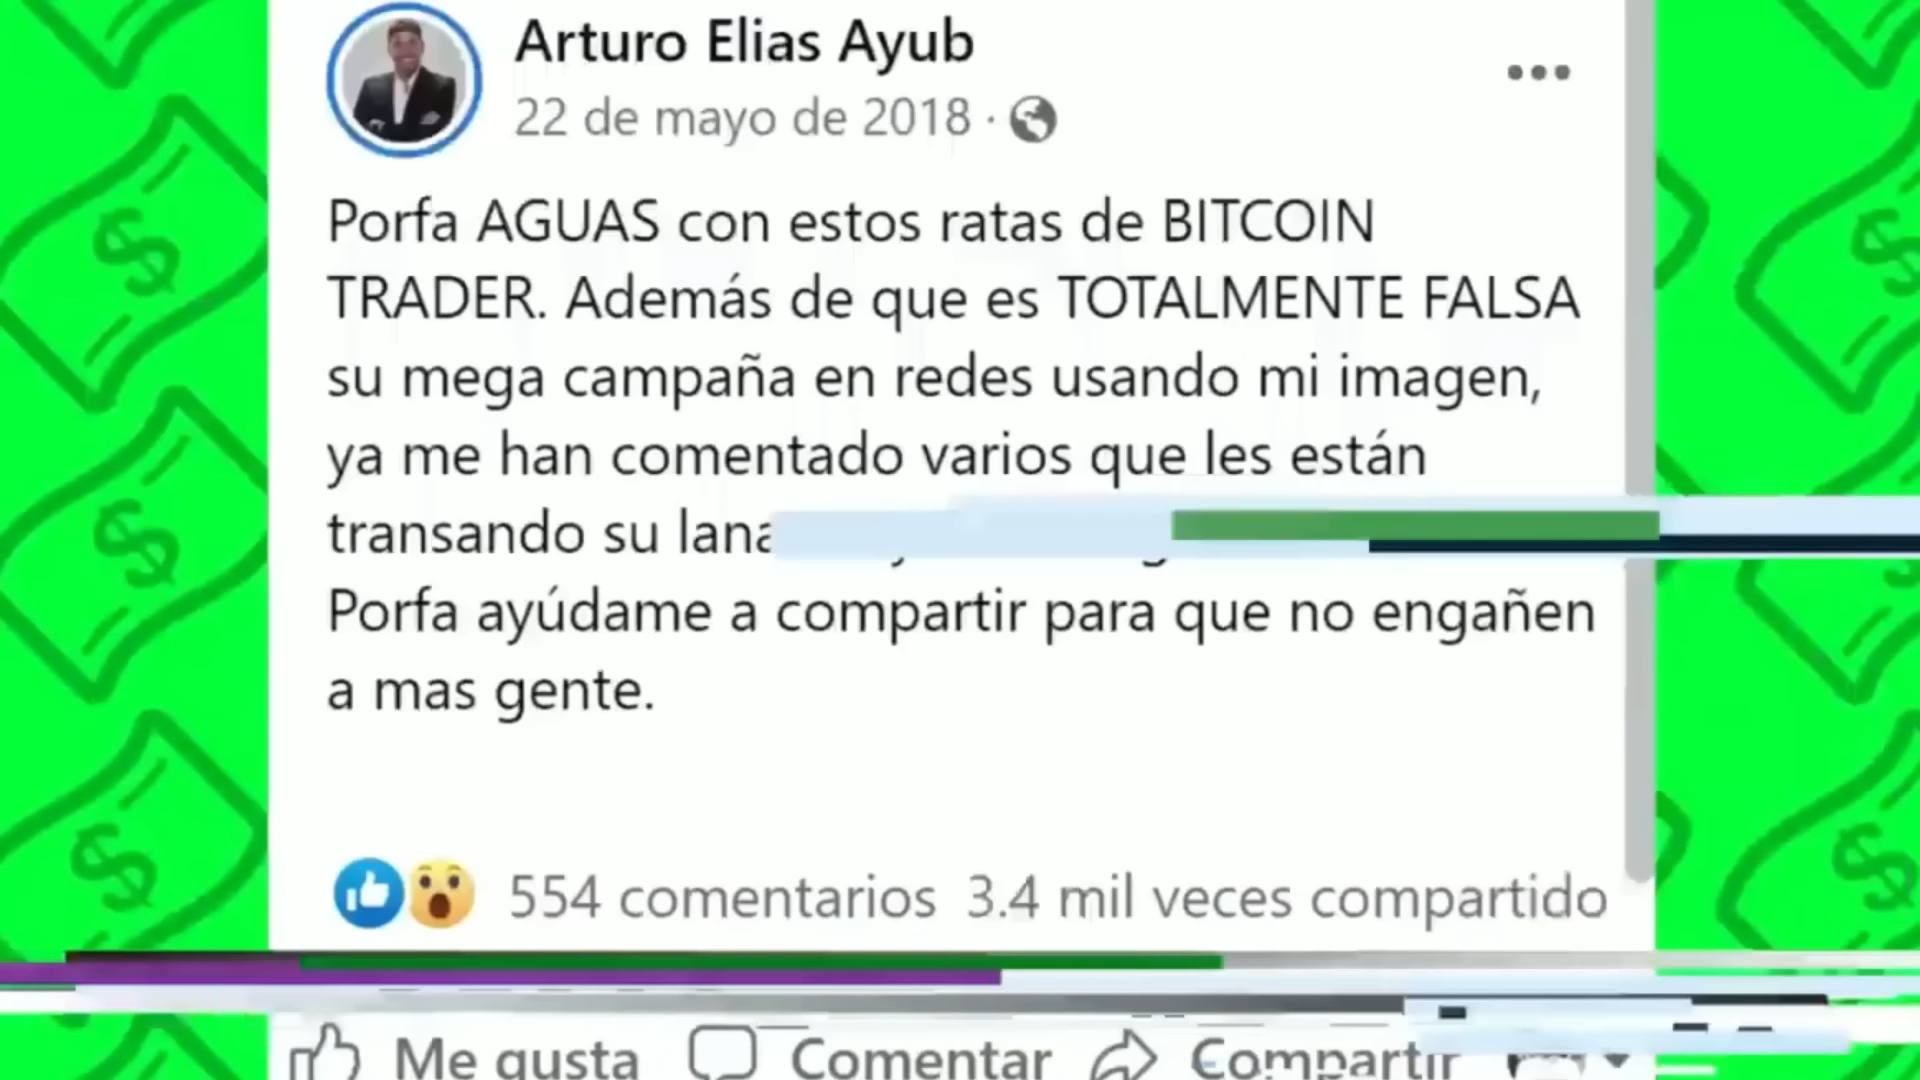 Arturo Elias Ayub
22 de mayo de 2018 ·
Porfa AGUAS con estos ratas de BITCOIN
TRADER. Además de que es TOTALMENTE FALSA
su mega campaña en redes usando mi imagen,
ya me han comentado varios que les están
transando su lana
Porfa ayúdame a compartir para que no engañen
a mas gente.
554 comentarios 3.4 mil veces compartido
Me gusta Comentar Compartir